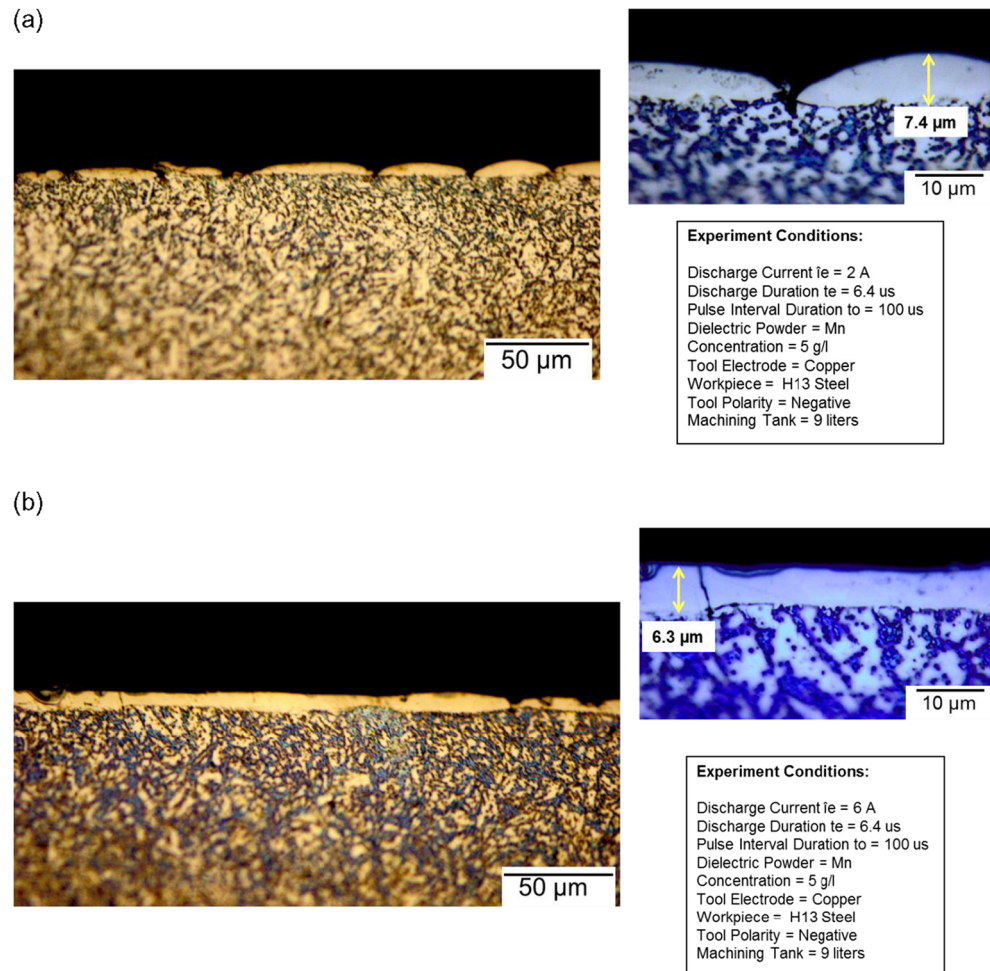 (a)
7.4 µm
10 µm
50 µm
Experiment Conditions:
Discharge Current îe = 2 A
Discharge Duration te = 6.4 us
Pulse Interval Duration to = 100 us
Dielectric Powder = Mn
Concentration = 5 g/l
Tool Electrode = Copper
Workpiece = H13 Steel
Tool Polarity = Negative
Machining Tank = 9 liters
(b)
6.3 µm
10 µm
50 µm
Experiment Conditions:
Discharge Current îe = 6 A
Discharge Duration te = 6.4 us
Pulse Interval Duration to = 100 us
Dielectric Powder = Mn
Concentration = 5 g/l
Tool Electrode = Copper
Workpiece = H13 Steel
Tool Polarity = Negative
Machining Tank = 9 liters